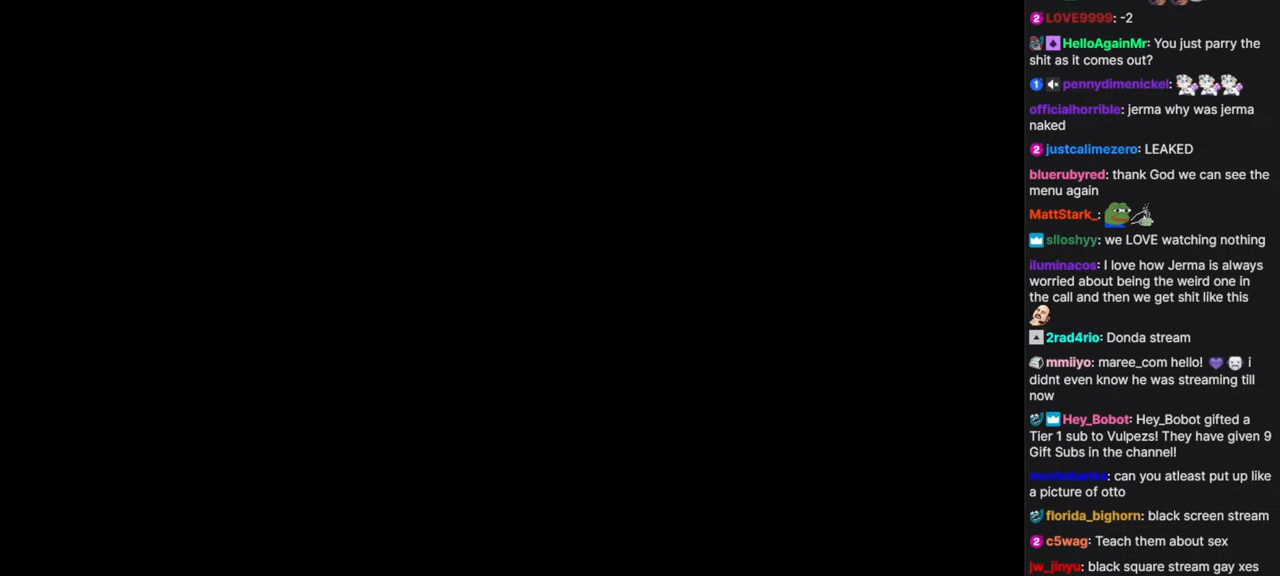 LOVE9999: -2
HelloAgainMr: You just parry the
shit as it comes out?
pennydimenickel:
officialhorrible: jerma why was jerma
naked
justcalimezero: LEAKED
bluerubyred: thank God we can see the
menu again
MattStark_:
slloshyy: we LOVE watching nothing
iluminacos: I love how Jerma is always
worried about being the weird one in
the call and then we get shit like this
2rad4rio: Donda stream
mmiiyo: maree_com hello! i
didnt even know he was streaming till
now
Hey_Bobot: Hey_Bobot gifted a
Tier 1 sub to Vulpezs! They have given 9
Gift Subs in the channel!
can you atleast put up like
a picture of otto
florida_bighorn: black screen stream
c5wag: Teach them about sex
jw_jinyu: black square stream gay xes